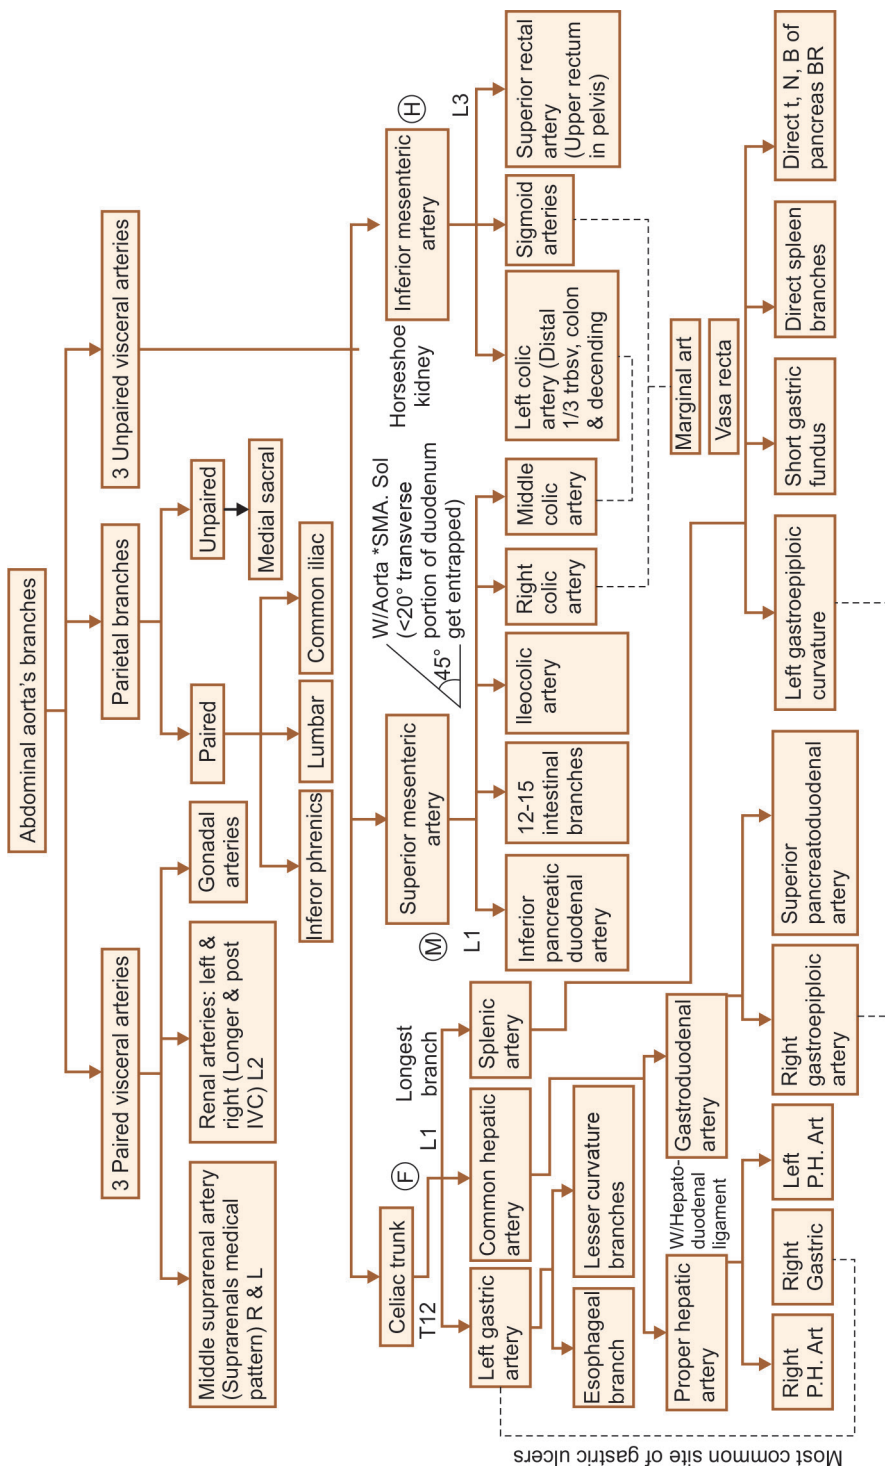 Abdominal aorta's branches
3 Paired visceral arteries
Parietal branches
3 Unpaired visceral arteries
Middle suprarenal artery
(Suprarenals medical
pattern) R & L
Renal arteries: left &
right (Longer & post
IVC) L2
Gonadal
arteries
Paired
Unpaired
Medial sacral
Inferor phrenics
Lumbar
Common iliac
Celiac trunk
F
T12
L1
Longest
branch
Superior mesenteric
artery
M
L1
45°
W/Aorta *SMA. Sol
(<20° transverse
portion of duodenum
get entrapped)
Horseshoe
kidney
Inferior mesenteric
artery
H
L3
Left gastric
artery
Common hepatic
artery
Splenic
artery
Inferior
pancreatic
duodenal
artery
12-15
intestinal
branches
Ileocolic
artery
Right
colic
artery
Middle
colic
artery
Left colic
artery (Distal
1/3 trbsv, colon
& decending
Sigmoid
arteries
Superior rectal
artery
(Upper rectum
in pelvis)
Esophageal
branch
Lesser curvature
branches
Marginal art
Vasa recta
Proper hepatic
artery
W/Hepato-
duodenal
ligament
Gastroduodenal
artery
Right
P.H. Art
Right
Gastric
Left
P.H. Art
Right
gastroepiploic
artery
Superior
pancreatoduodenal
artery
Left gastroepiploic
curvature
Short gastric
fundus
Direct spleen
branches
Direct t, N, B of
pancreas BR
Most common site of gastric ulcers